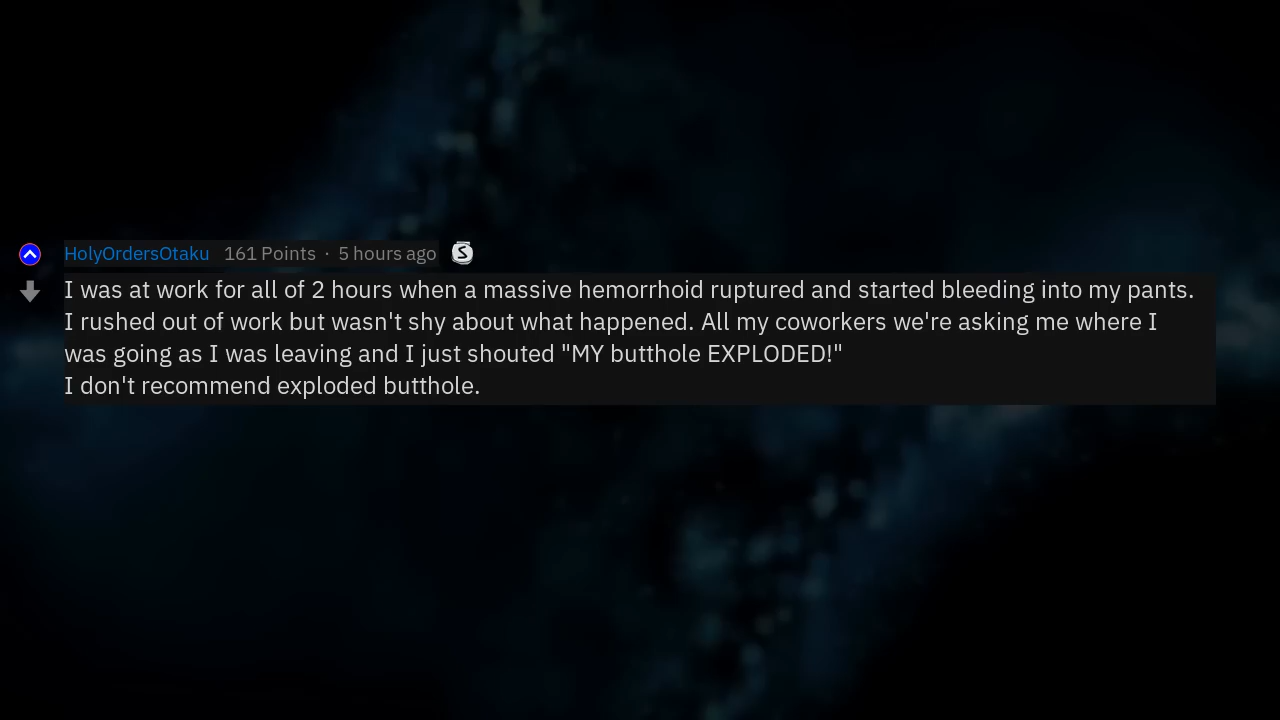 HolyOrdersOtaku 161 Points · 5 hours ago
I was at work for all of 2 hours when a massive hemorrhoid ruptured and started bleeding into my pants.
I rushed out of work but wasn't shy about what happened. All my coworkers we're asking me where I
was going as I was leaving and I just shouted "MY butthole EXPLODED!"
I don't recommend exploded butthole.